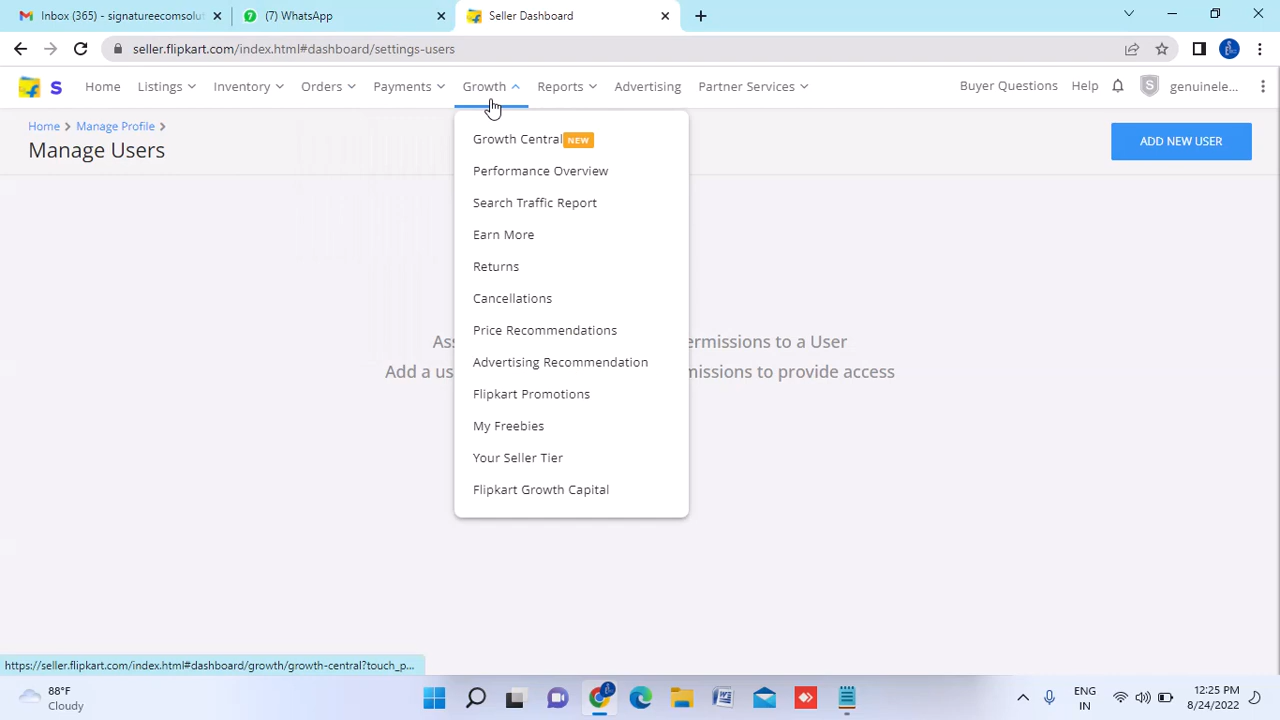 Inbox (365) - signatureecomsolut
(7) WhatsApp
Seller Dashboard
seller.flipkart.com/index.html#dashboard/settings-users
S
Home
Listings
Inventory
Orders
Payments
Growth
Reports
Advertising
Partner Services
Buyer Questions
Help
genuinele...
Home
Manage Profile
Manage Users
ADD NEW USER
Growth Central NEW
Performance Overview
Search Traffic Report
Earn More
Returns
Cancellations
Price Recommendations
Advertising Recommendation
Flipkart Promotions
My Freebies
Your Seller Tier
Flipkart Growth Capital
to a User
Add a to provide access
https://seller.flipkart.com/index.html#dashboard/growth/growth-central?touch_p...
88°F
Cloudy
ENG
IN
12:25 PM
8/24/2022